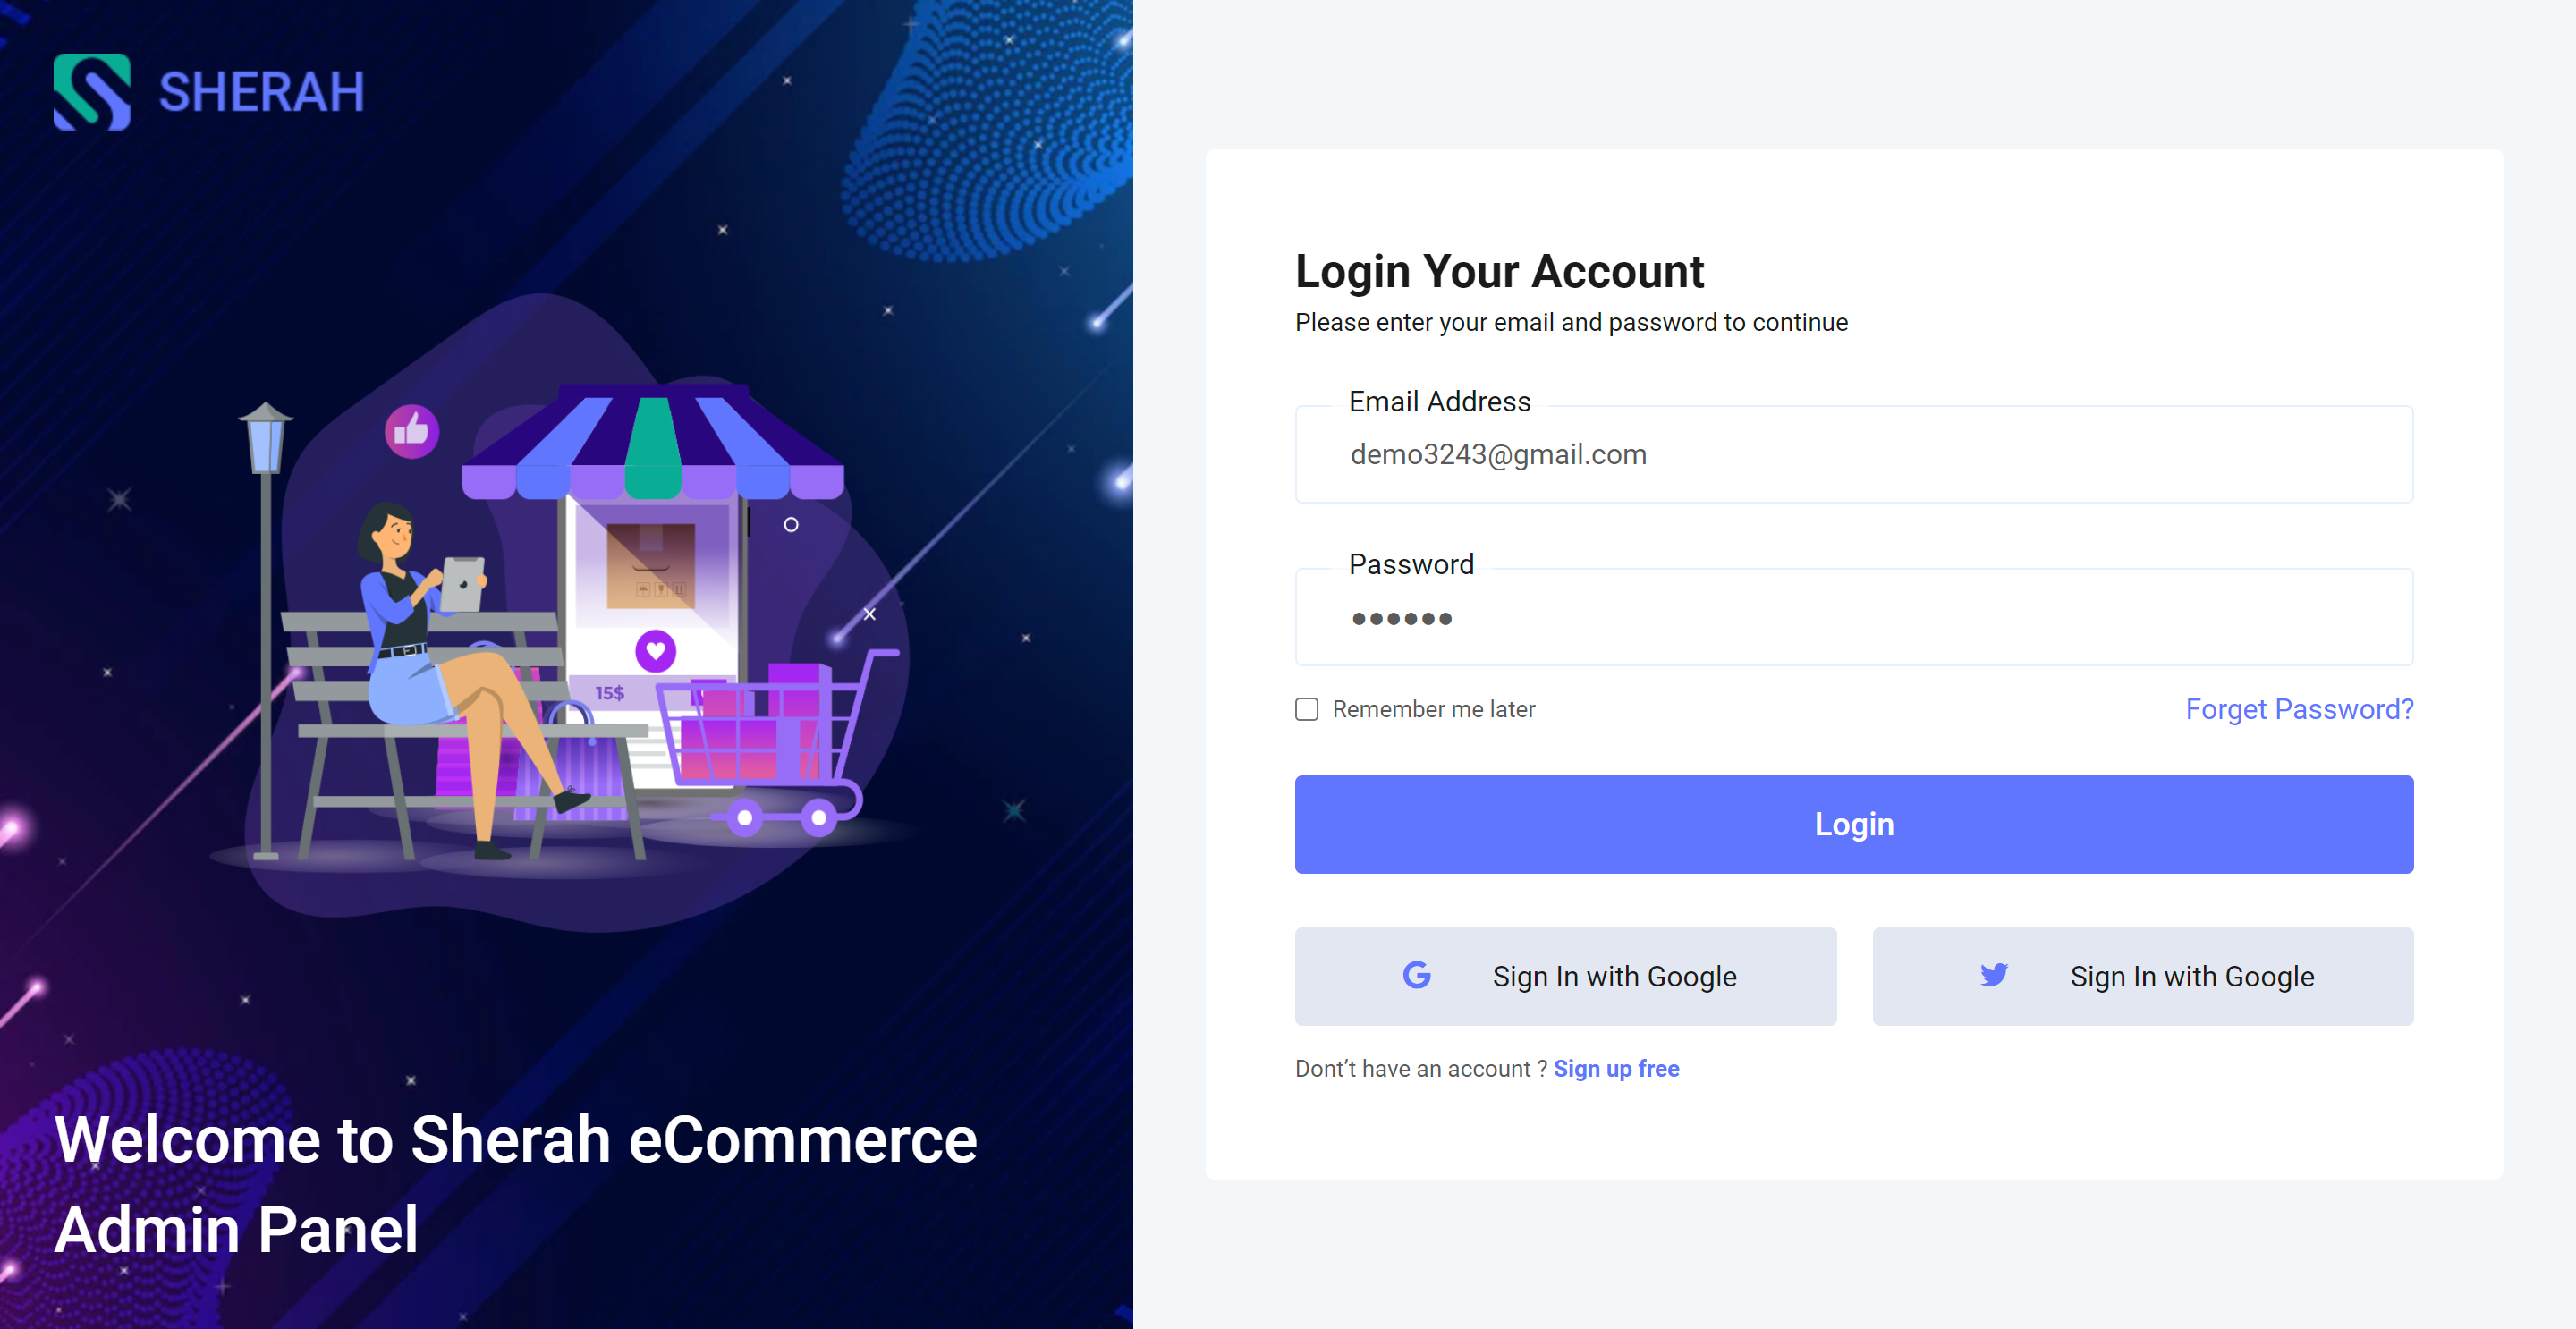 SHERAH
15$
Welcome to Sherah eCommerce
Admin Panel
Login Your Account
Please enter your email and password to continue
Email Address
demo3243@gmail.com
Password
●●●●●●
Remember me later
Forget Password?
Login
Sign In with Google
Sign In with Google
Dont’t have an account ? Sign up free